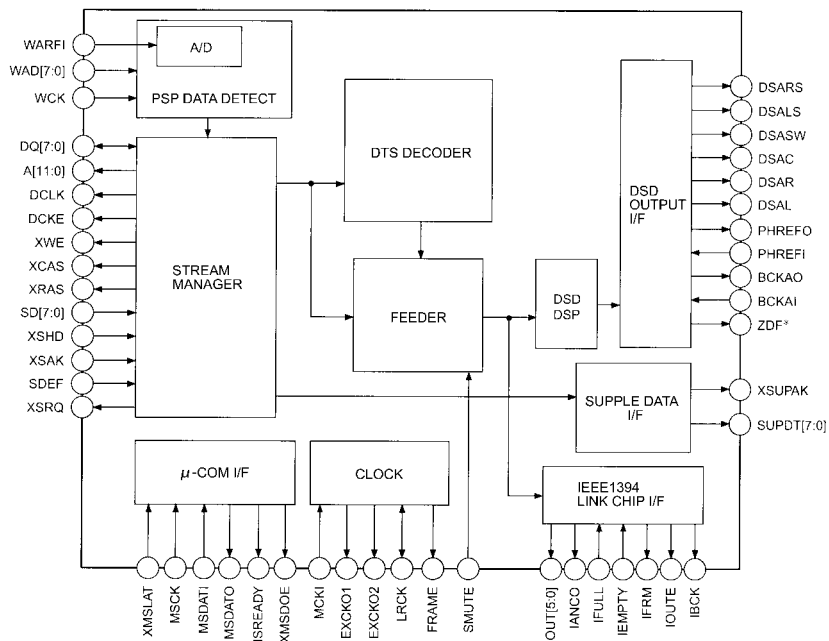 WARFI
WAD[7:0]
WCK
DQ[7:0]
A[11:0]
DCLK
DCKE
XWE
XCAS
XRAS
SD[7:0]
XSHD
XSAK
SDEF
XSRQ
A/D
PSP DATA DETECT
STREAM
MANAGER
DTS DECODER
FEEDER
DSD
DSP
DSD
OUTPUT
I/F
SUPPLE DATA
I/F
μ-COM I/F
CLOCK
IEEE1394
LINK CHIP I/F
DSARS
DSALS
DSASW
DSAC
DSAR
DSAL
PHREFO
PHREFI
BCKAO
BCKAI
ZDF*
XSUPAK
SUPDT[7:0]
XMSLAT
MSCK
MSDATI
MSDATO
ISREADY
XMSDOE
MCKI
EXCKO1
EXCKO2
LRCK
FRAME
SMUTE
OUT[5:0]
IANCO
IFULL
IEMPTY
IFRM
IOUTE
IBCK